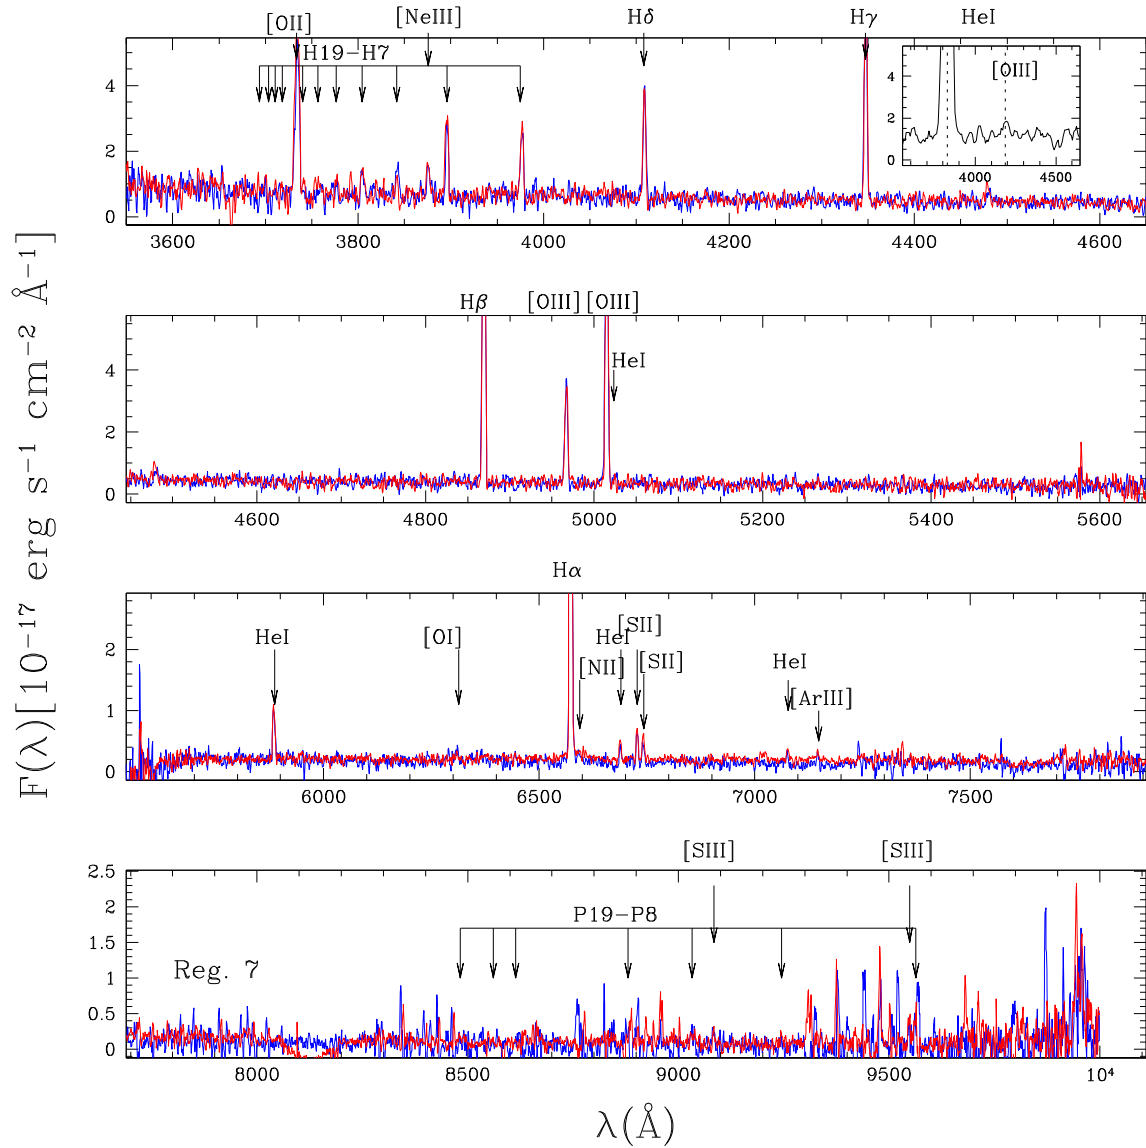 [OII] [NeIII] Hδ Hγ HeI
H19−H7
[OIII]
4
2
0
4
2
0
4000 4500
3600 3800 4000 4200 4400 4600
Hβ [OIII] [OIII]
HeI
4
2
0
4600 4800 5000 5200 5400 5600
Hα
HeI [OI] HeI [SII]
[NII] [SII] HeI
[ArIII]
2
1
0
6000 6500 7000 7500
[SIII] [SIII]
P19−P8
Reg. 7
2.5
2
1.5
1
0.5
0
8000 8500 9000 9500 10⁴
λ(Å)
F(λ)[10⁻¹⁷ erg s⁻¹ cm⁻² Å⁻¹]